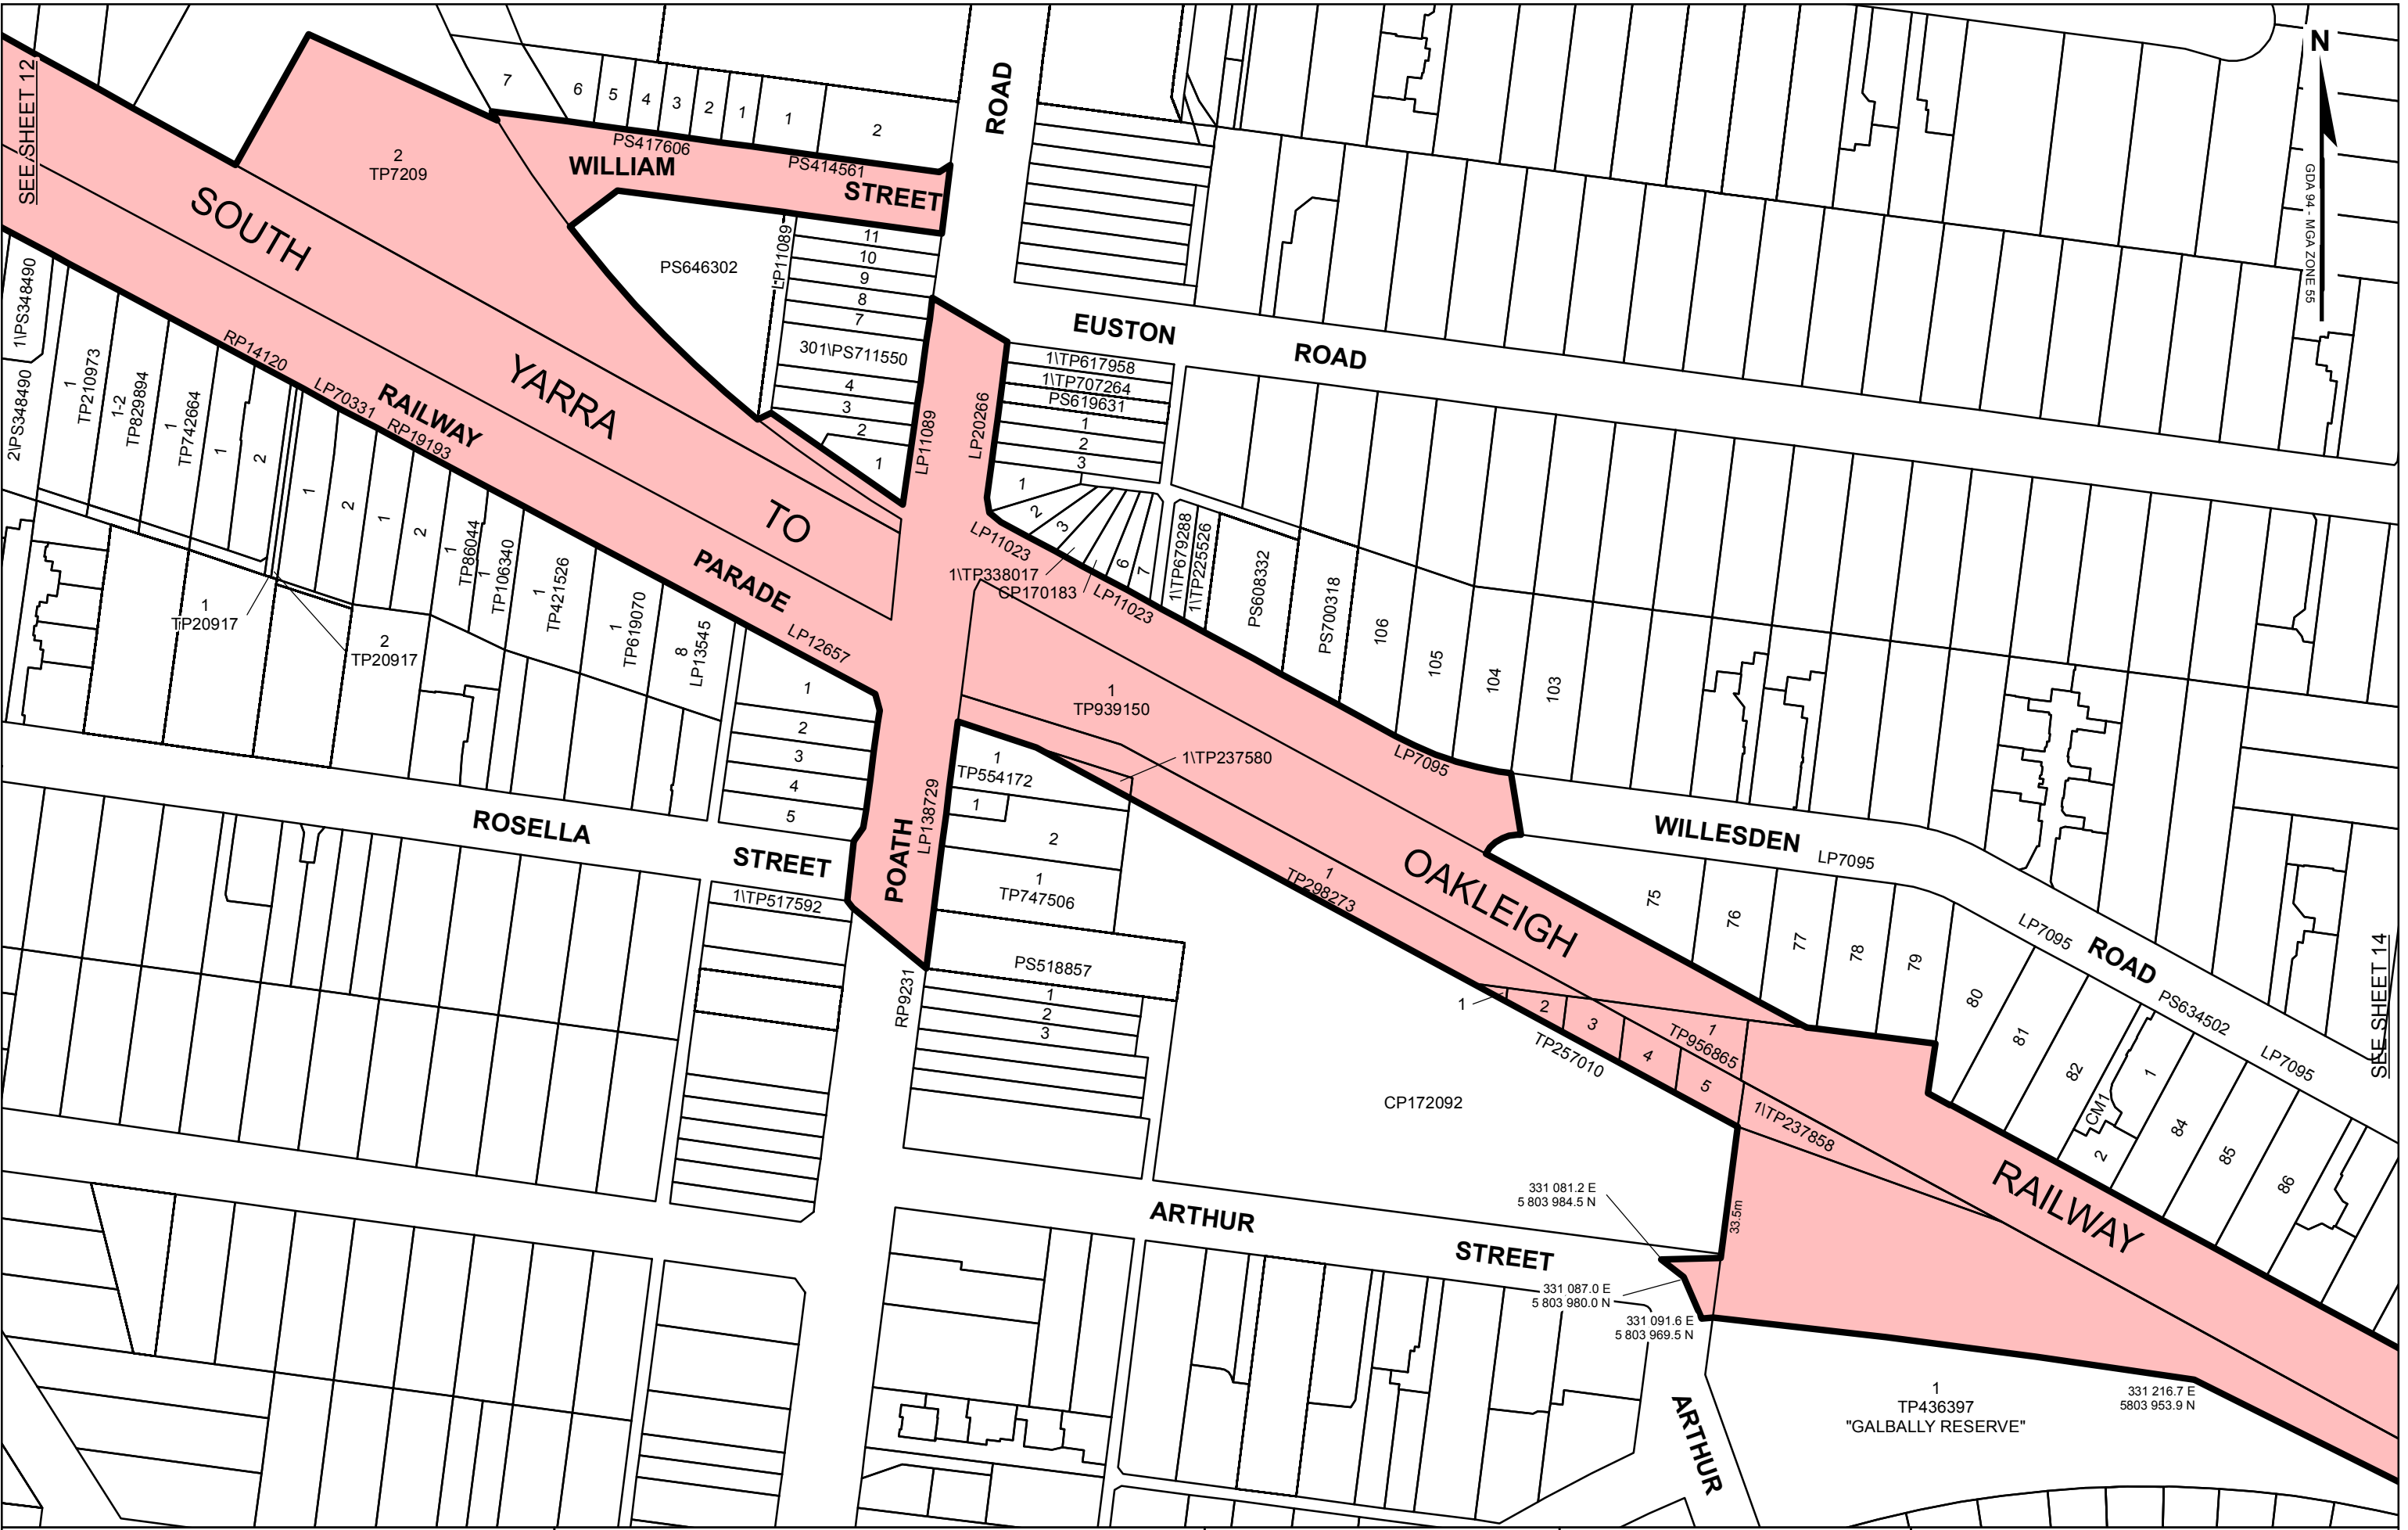 SEE SHEET 12
7
6
5
4
3
2
1
1
2
ROAD
N
GDA 94 - MGA ZONE 55
PS417606
PS414561
WILLIAM
STREET
2
TP7209
SOUTH
PS646302
LP11089
11
10
9
8
7
301\PS711550
4
3
2
1
LP11089
LP20266
EUSTON
ROAD
1\TP617958
1\TP707264
PS619631
1
2
3
1
2
3
6
7
LP11023
1\TP338017
CP170183
LP11023
1\TP679288
1\TP225526
PS608332
PS700318
106
105
104
103
1\PS348490
2\PS348490
1
TP210973
1-2
TP829894
1
TP742664
1
2
RP14120
LP70331
RP19193
RAILWAY
YARRA
TO
PARADE
1
2
1
2
1
TP86044
1
TP106340
1
TP421526
1
TP619070
8
LP13545
LP12657
1
TP20917
2
TP20917
1
2
3
4
5
1
TP939150
1\TP237580
1
TP554172
1
2
1
TP747506
LP138729
POATH
ROSELLA
STREET
1\TP517592
PS518857
1
2
3
RP9231
LP7095
WILLESDEN
LP7095
OAKLEIGH
1
TP298273
75
76
77
78
79
80
81
82
CM1
1
2
84
85
86
LP7095
ROAD
PS634502
LP7095
SEE SHEET 14
1
2
3
4
5
1
TP956865
TP257010
1\TP237858
CP172092
RAILWAY
331 081.2 E
5 803 984.5 N
33.5m
ARTHUR
STREET
331 087.0 E
5 803 980.0 N
331 091.6 E
5 803 969.5 N
ARTHUR
1
TP436397
"GALBALLY RESERVE"
331 216.7 E
5803 953.9 N